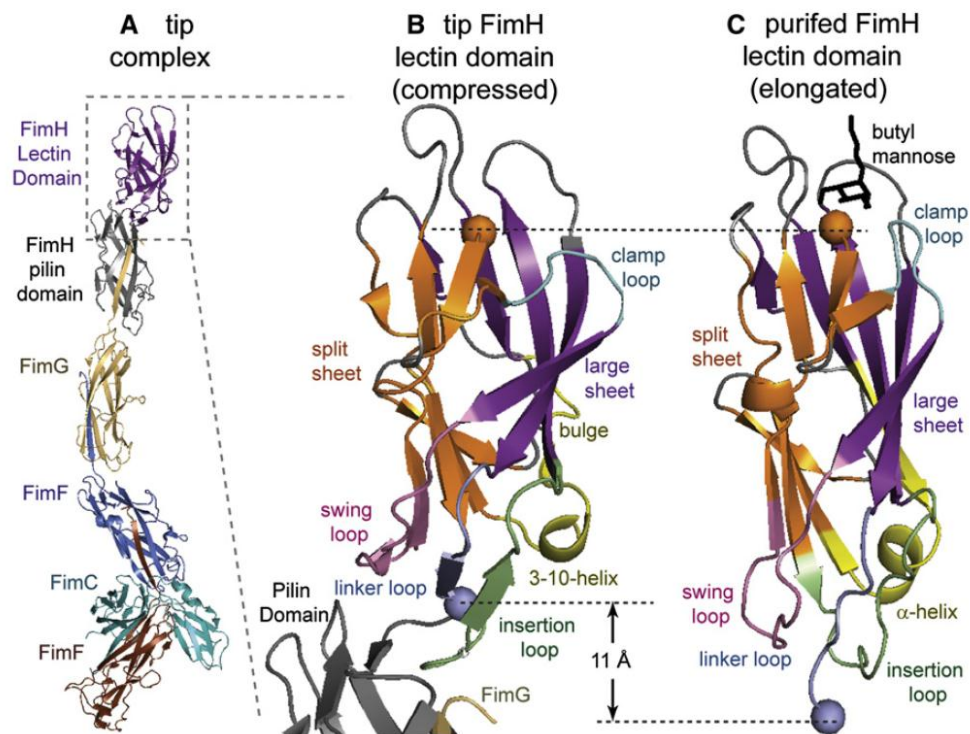 A tip
complex
FimH
Lectin
Domain
FimH
pilin
domain
FimG
FimF
FimC
FimF
B tip FimH
lectin domain
(compressed)
clamp
loop
split
sheet
large
sheet
bulge
swing
loop
3-10-helix
linker loop
Pilin
Domain
insertion
loop
11 Å
FimG
C purifed FimH
lectin domain
(elongated)
butyl
mannose
clamp
loop
split
sheet
large
sheet
swing
loop
α-helix
linker loop
insertion
loop